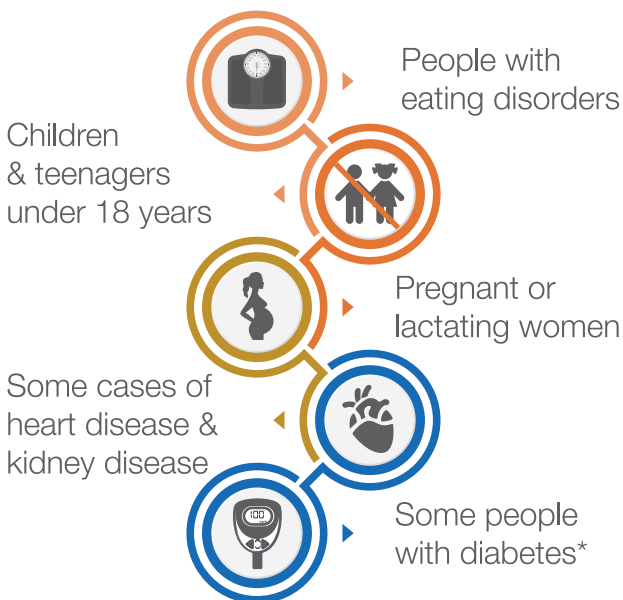 People with
eating disorders
Children
& teenagers
under 18 years
Pregnant or
lactating women
Some cases of
heart disease &
kidney disease
100
Some people
with diabetes*